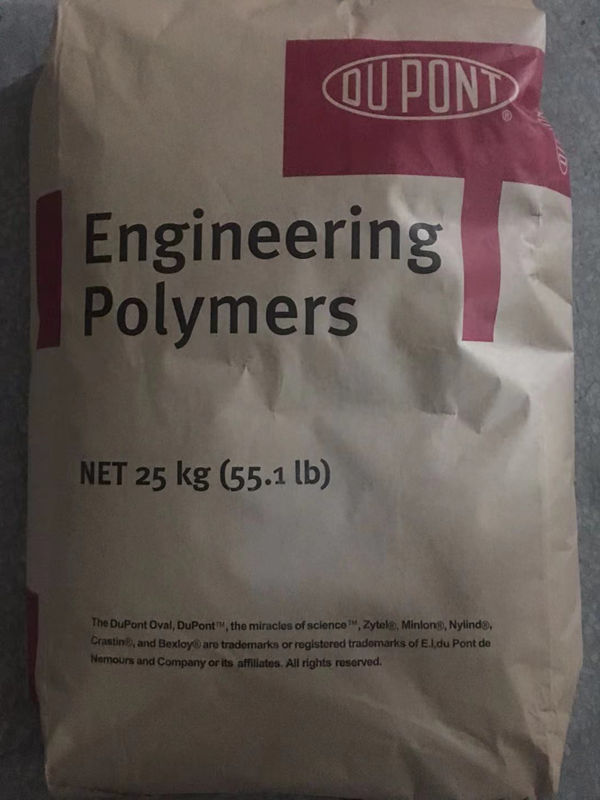 DU PONT®
Engineering
Polymers
NET 25 kg (55.1 lb)
The DuPont Oval, DuPont™, the miracles of science™, Zytel®, Minlon®, Nylind®,
Crastin®, and Bexloy® are trademarks or registered trademarks of E.I,du Pont de
Nemours and Company or its affiliates. All rights reserved.